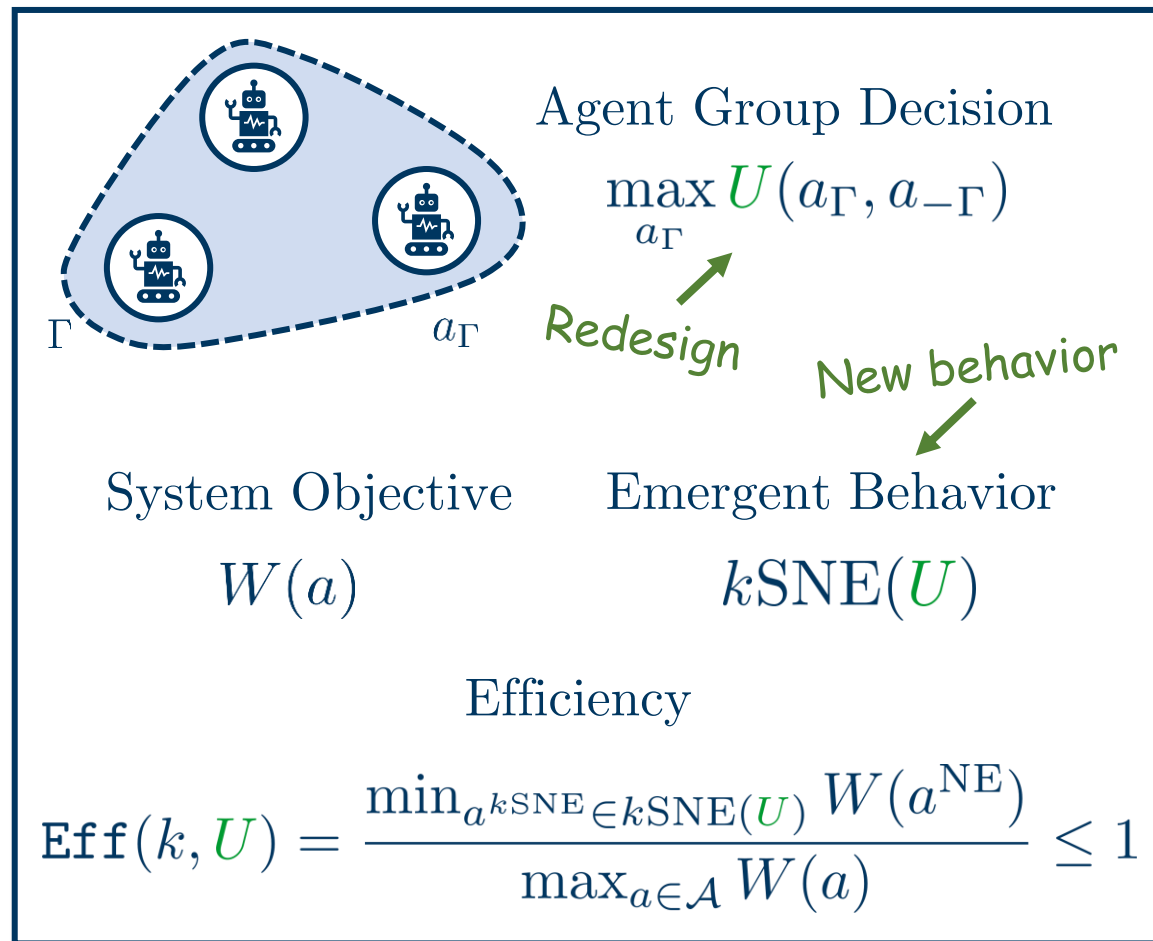 Agent Group Decision
max_{a_Γ} U(a_Γ, a_{−Γ})
Γ
a_Γ
Redesign
New behavior
System Objective
W(a)
Emergent Behavior
kSNE(U)
Efficiency
Eff(k, U) = \frac{min_{a^{kSNE}∈kSNE(U)} W(a^{NE})}{max_{a∈𝒜} W(a)} ≤ 1